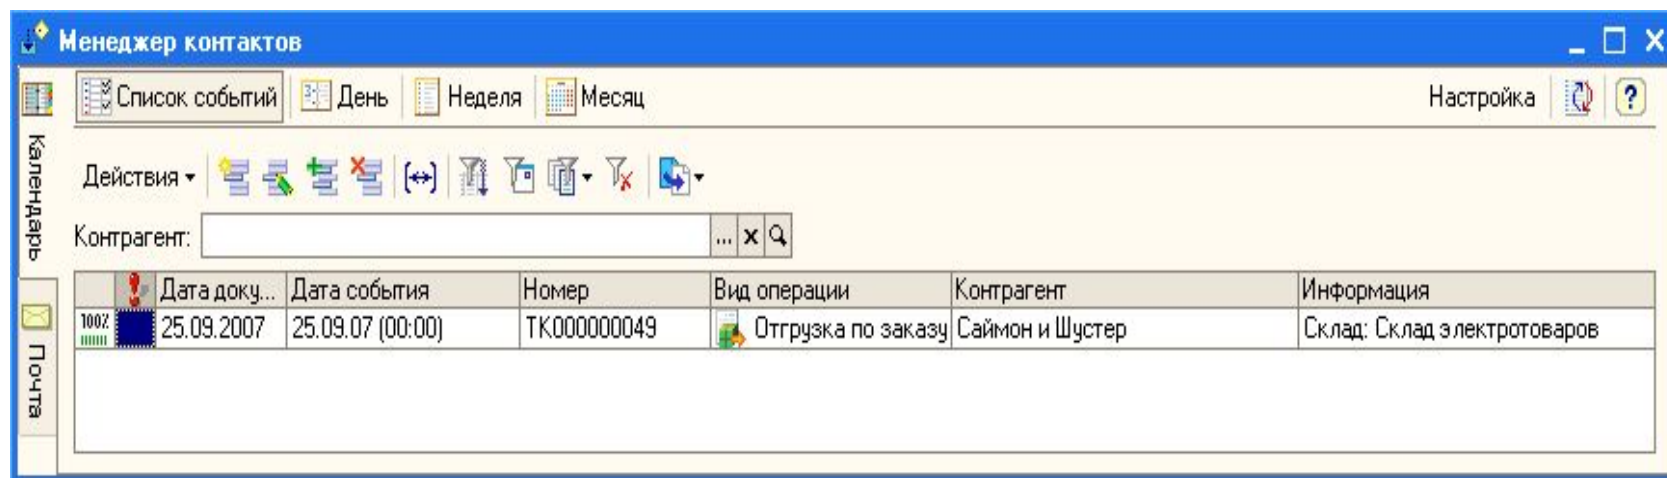 Менеджер контактов
Список событий День Неделя Месяц Настройка ?
Календарь
Действия
Контрагент: ... x
! Дата доку... Дата события Номер Вид операции Контрагент Информация
100% 25.09.2007 25.09.07 (00:00) ТК000000049 Отгрузка по заказу Саймон и Шустер Склад: Склад электротоваров
Почта